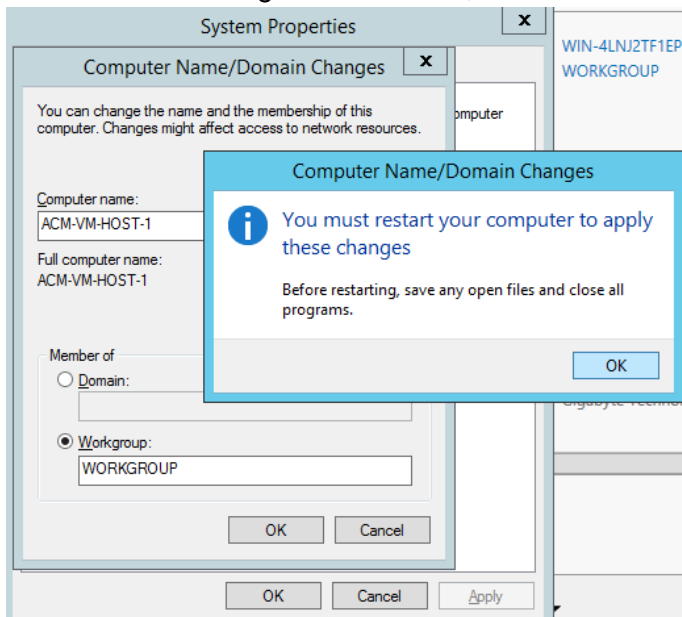 System Properties
x
WIN-4LNJ2TF1EP
WORKGROUP
Computer Name/Domain Changes
x
You can change the name and the membership of this
computer. Changes might affect access to network resources.
Computer name:
ACM-VM-HOST-1
Full computer name:
ACM-VM-HOST-1
Computer Name/Domain Changes
You must restart your computer to apply
these changes
Before restarting, save any open files and close all
programs.
OK
Member of
Domain:
Workgroup:
WORKGROUP
OK
Cancel
OK
Cancel
Apply